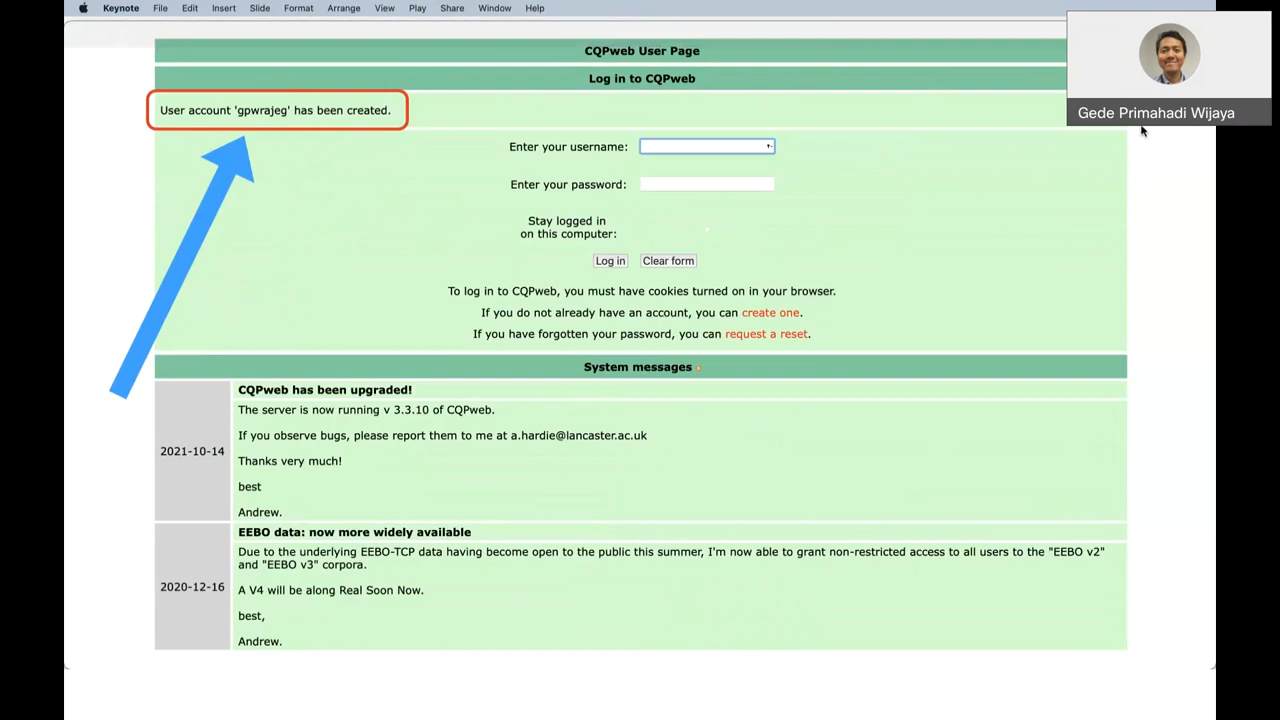 Keynote File Edit Insert Slide Format Arrange View Play Share Window Help
CQPweb User Page
Log in to CQPweb
Gede Primahadi Wijaya
User account 'gpwrajeg' has been created.
Enter your username:
Enter your password:
Stay logged in
on this computer:
Log in Clear form
To log in to CQPweb, you must have cookies turned on in your browser.
If you do not already have an account, you can create one.
If you have forgotten your password, you can request a reset.
System messages
CQPweb has been upgraded!
2021-10-14
The server is now running v 3.3.10 of CQPweb.
If you observe bugs, please report them to me at a.hardie@lancaster.ac.uk
Thanks very much!
best
Andrew.
EEBO data: now more widely available
2020-12-16
Due to the underlying EEBO-TCP data having become open to the public this summer, I'm now able to grant non-restricted access to all users to the "EEBO v2"
and "EEBO v3" corpora.
A V4 will be along Real Soon Now.
best,
Andrew.